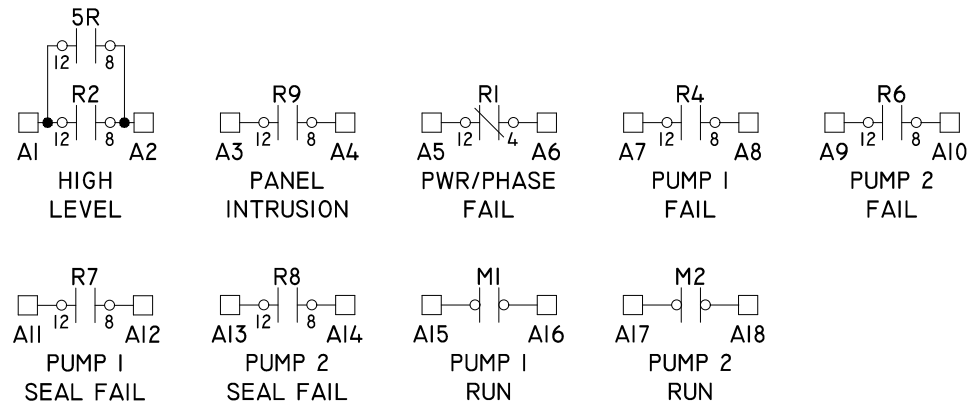 5R
12 8
R2 R9 R1 R4 R6
12 8 12 8 12 4 12 8 12 8
A1 A2 A3 A4 A5 A6 A7 A8 A9 A10
HIGH PANEL PWR/PHASE PUMP 1 PUMP 2
LEVEL INTRUSION FAIL FAIL FAIL
R7 R8 M1 M2
12 8 12 8
A11 A12 A13 A14 A15 A16 A17 A18
PUMP 1 PUMP 2 PUMP 1 PUMP 2
SEAL FAIL SEAL FAIL RUN RUN